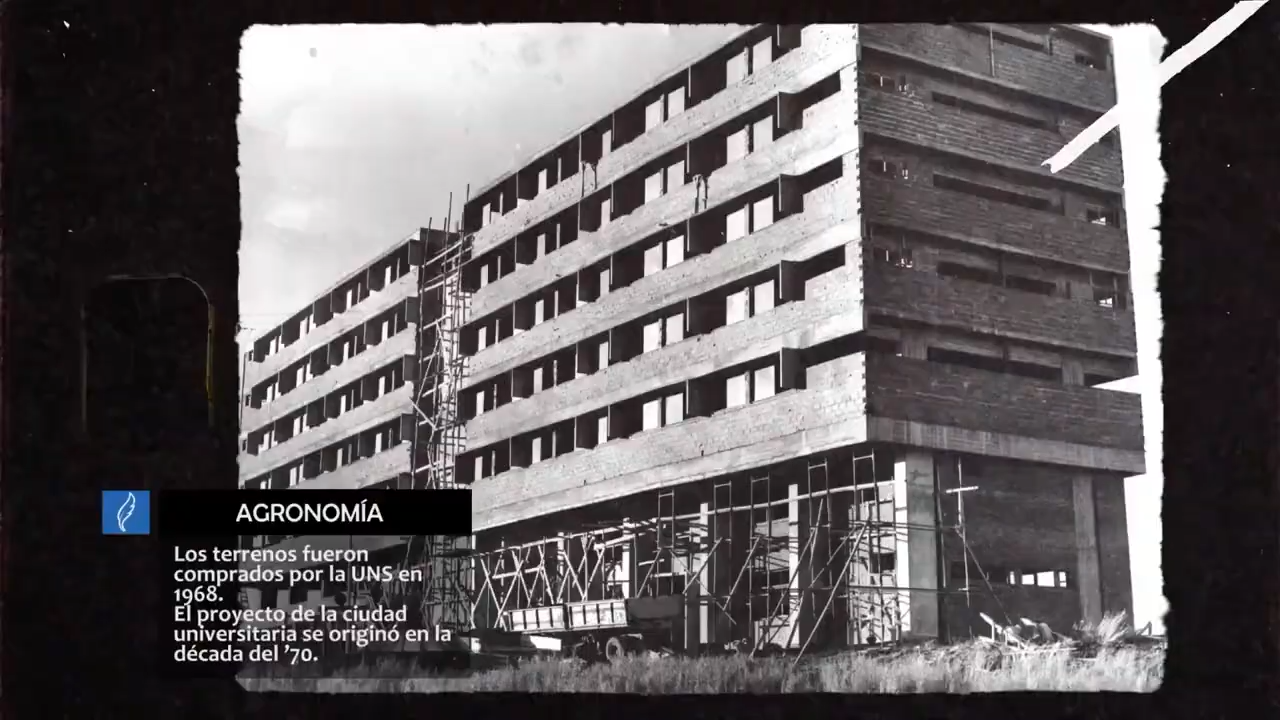 AGRONOMÍA
Los terrenos fueron
comprados por la UNS en
1968.
El proyecto de la ciudad
universitaria se originó en la
década del '70.